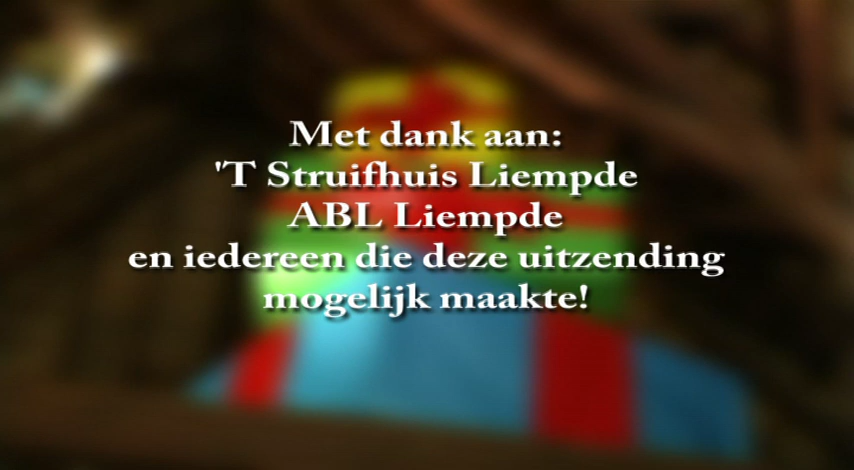 Met dank aan:
'T Struifhuis Liempde
ABL Liempde
en iedereen die deze uitzending
mogelijk maakte!